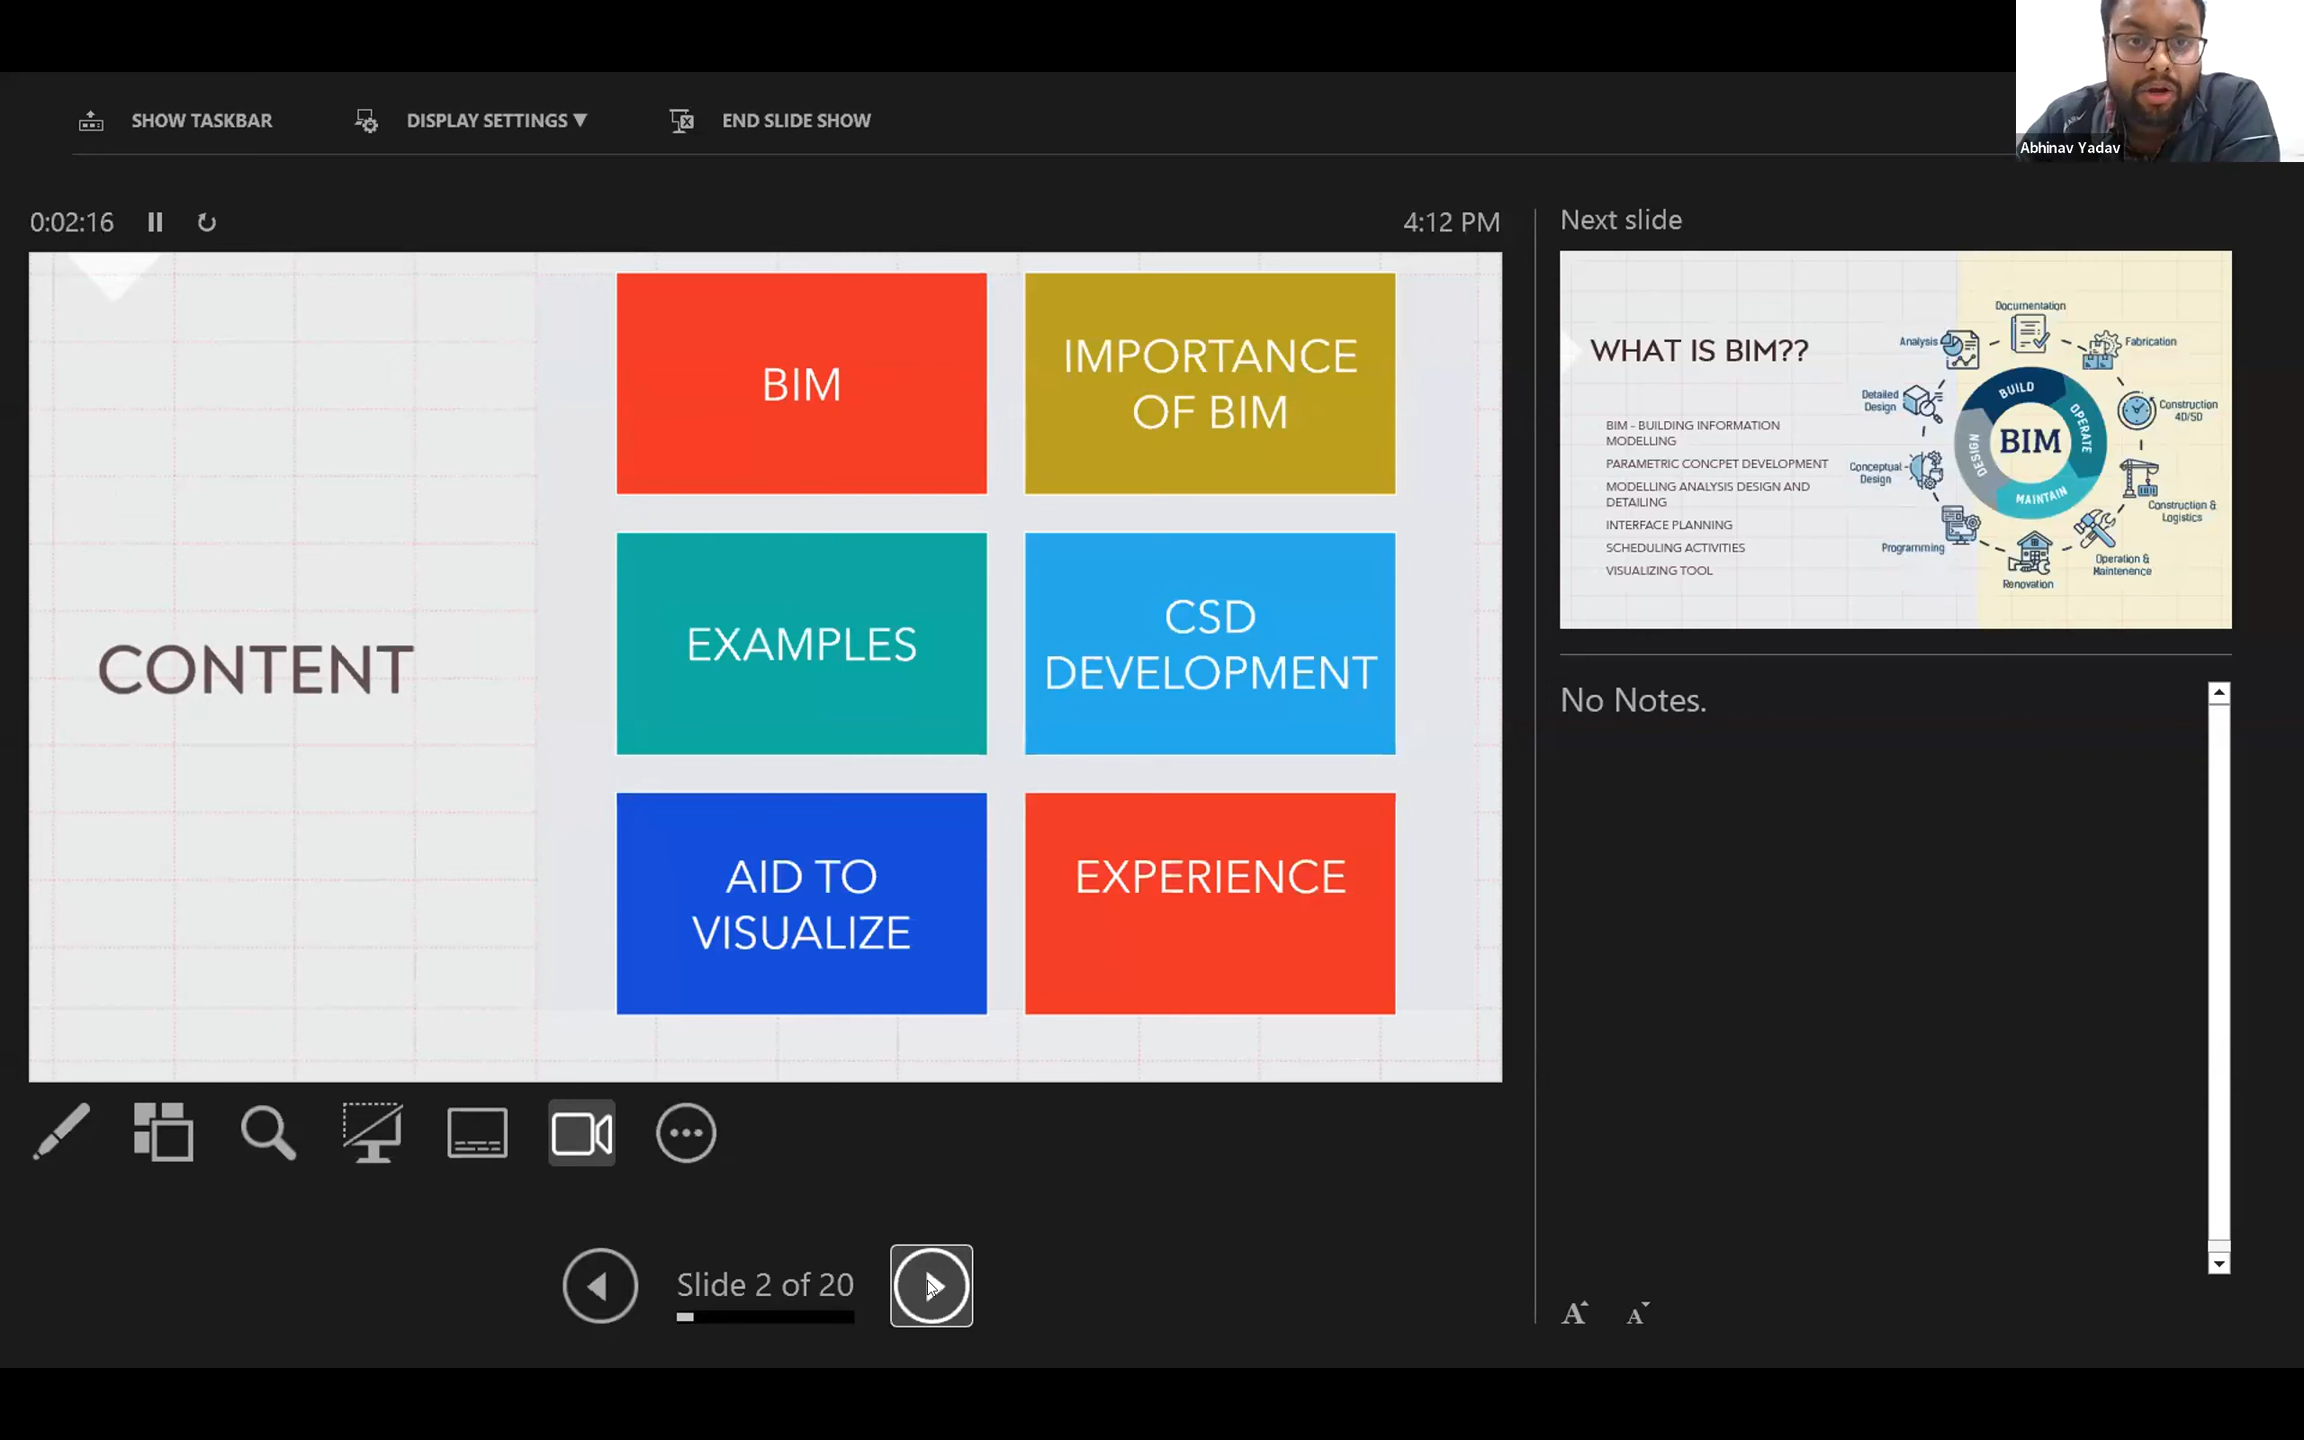 SHOW TASKBAR
DISPLAY SETTINGS ▼
END SLIDE SHOW
Abhinav Yadav
0:02:16
4:12 PM
CONTENT
BIM
IMPORTANCE
OF BIM
EXAMPLES
CSD
DEVELOPMENT
AID TO
VISUALIZE
EXPERIENCE
Slide 2 of 20
Next slide
WHAT IS BIM??
BIM - BUILDING INFORMATION
MODELLING
PARAMETRIC CONCPET DEVELOPMENT
MODELLING ANALYSIS DESIGN AND
DETAILING
INTERFACE PLANNING
SCHEDULING ACTIVITIES
VISUALIZING TOOL
Documentation
Analysis
Fabrication
Detailed
Design
Construction
4D/5D
Conceptual
Design
Construction &
Logistics
Programming
Operation &
Maintenence
Renovation
BUILD
OPERATE
MAINTAIN
DESIGN
BIM
No Notes.
A
A